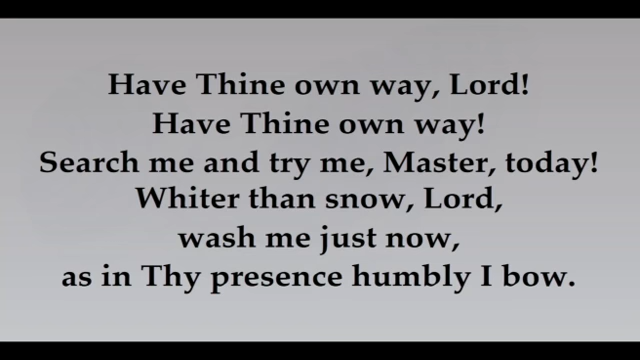 Have Thine own way, Lord!
Have Thine own way!
Search me and try me, Master, today!
Whiter than snow, Lord,
wash me just now,
as in Thy presence humbly I bow.